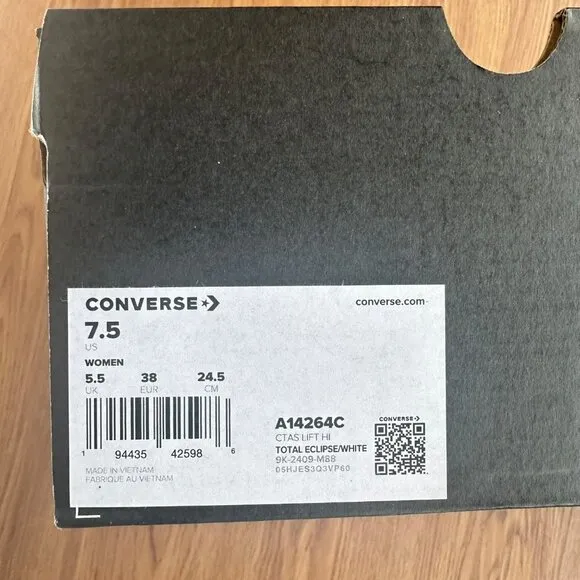 CONVERSE
converse.com
7.5
US
WOMEN
5.5 38 24.5
UK EUR CM
1 94435 42598 6
MADE IN VIETNAM
FABRIQUE AU VIETNAM
A14264C
CTAS LIFT HI
TOTAL ECLIPSE/WHITE
9K-2409-M88
05HJES3Q3VP60
CONVERSE